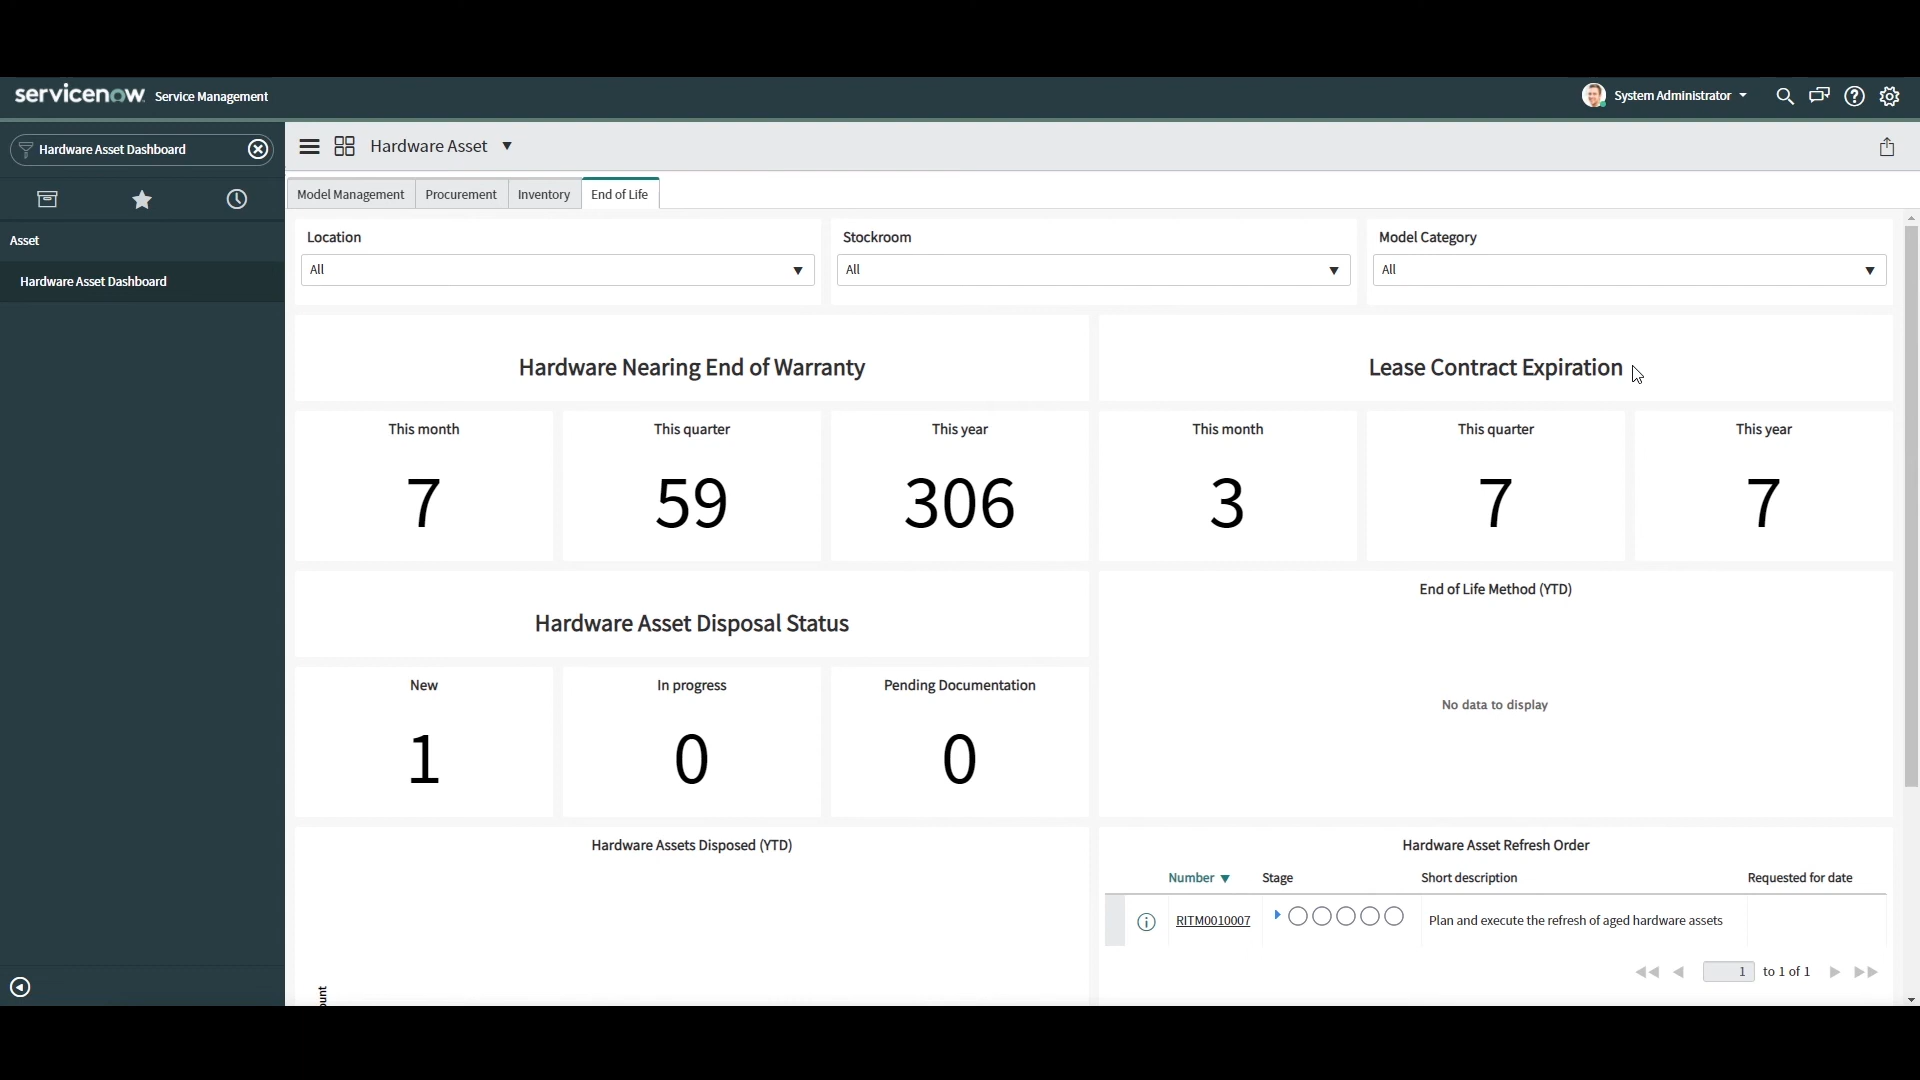 servicenow Service Management
System Administrator
Hardware Asset Dashboard
Asset
Hardware Asset Dashboard
Hardware Asset
Model Management
Procurement
Inventory
End of Life
Location
All
Stockroom
All
Model Category
All
Hardware Nearing End of Warranty
This month
7
This quarter
59
This year
306
Lease Contract Expiration
This month
3
This quarter
7
This year
7
Hardware Asset Disposal Status
New
1
In progress
0
Pending Documentation
0
End of Life Method (YTD)
No data to display
Hardware Assets Disposed (YTD)
Hardware Asset Refresh Order
Number Stage Short description Requested for date
RITM0010007 Plan and execute the refresh of aged hardware assets
1 to 1 of 1